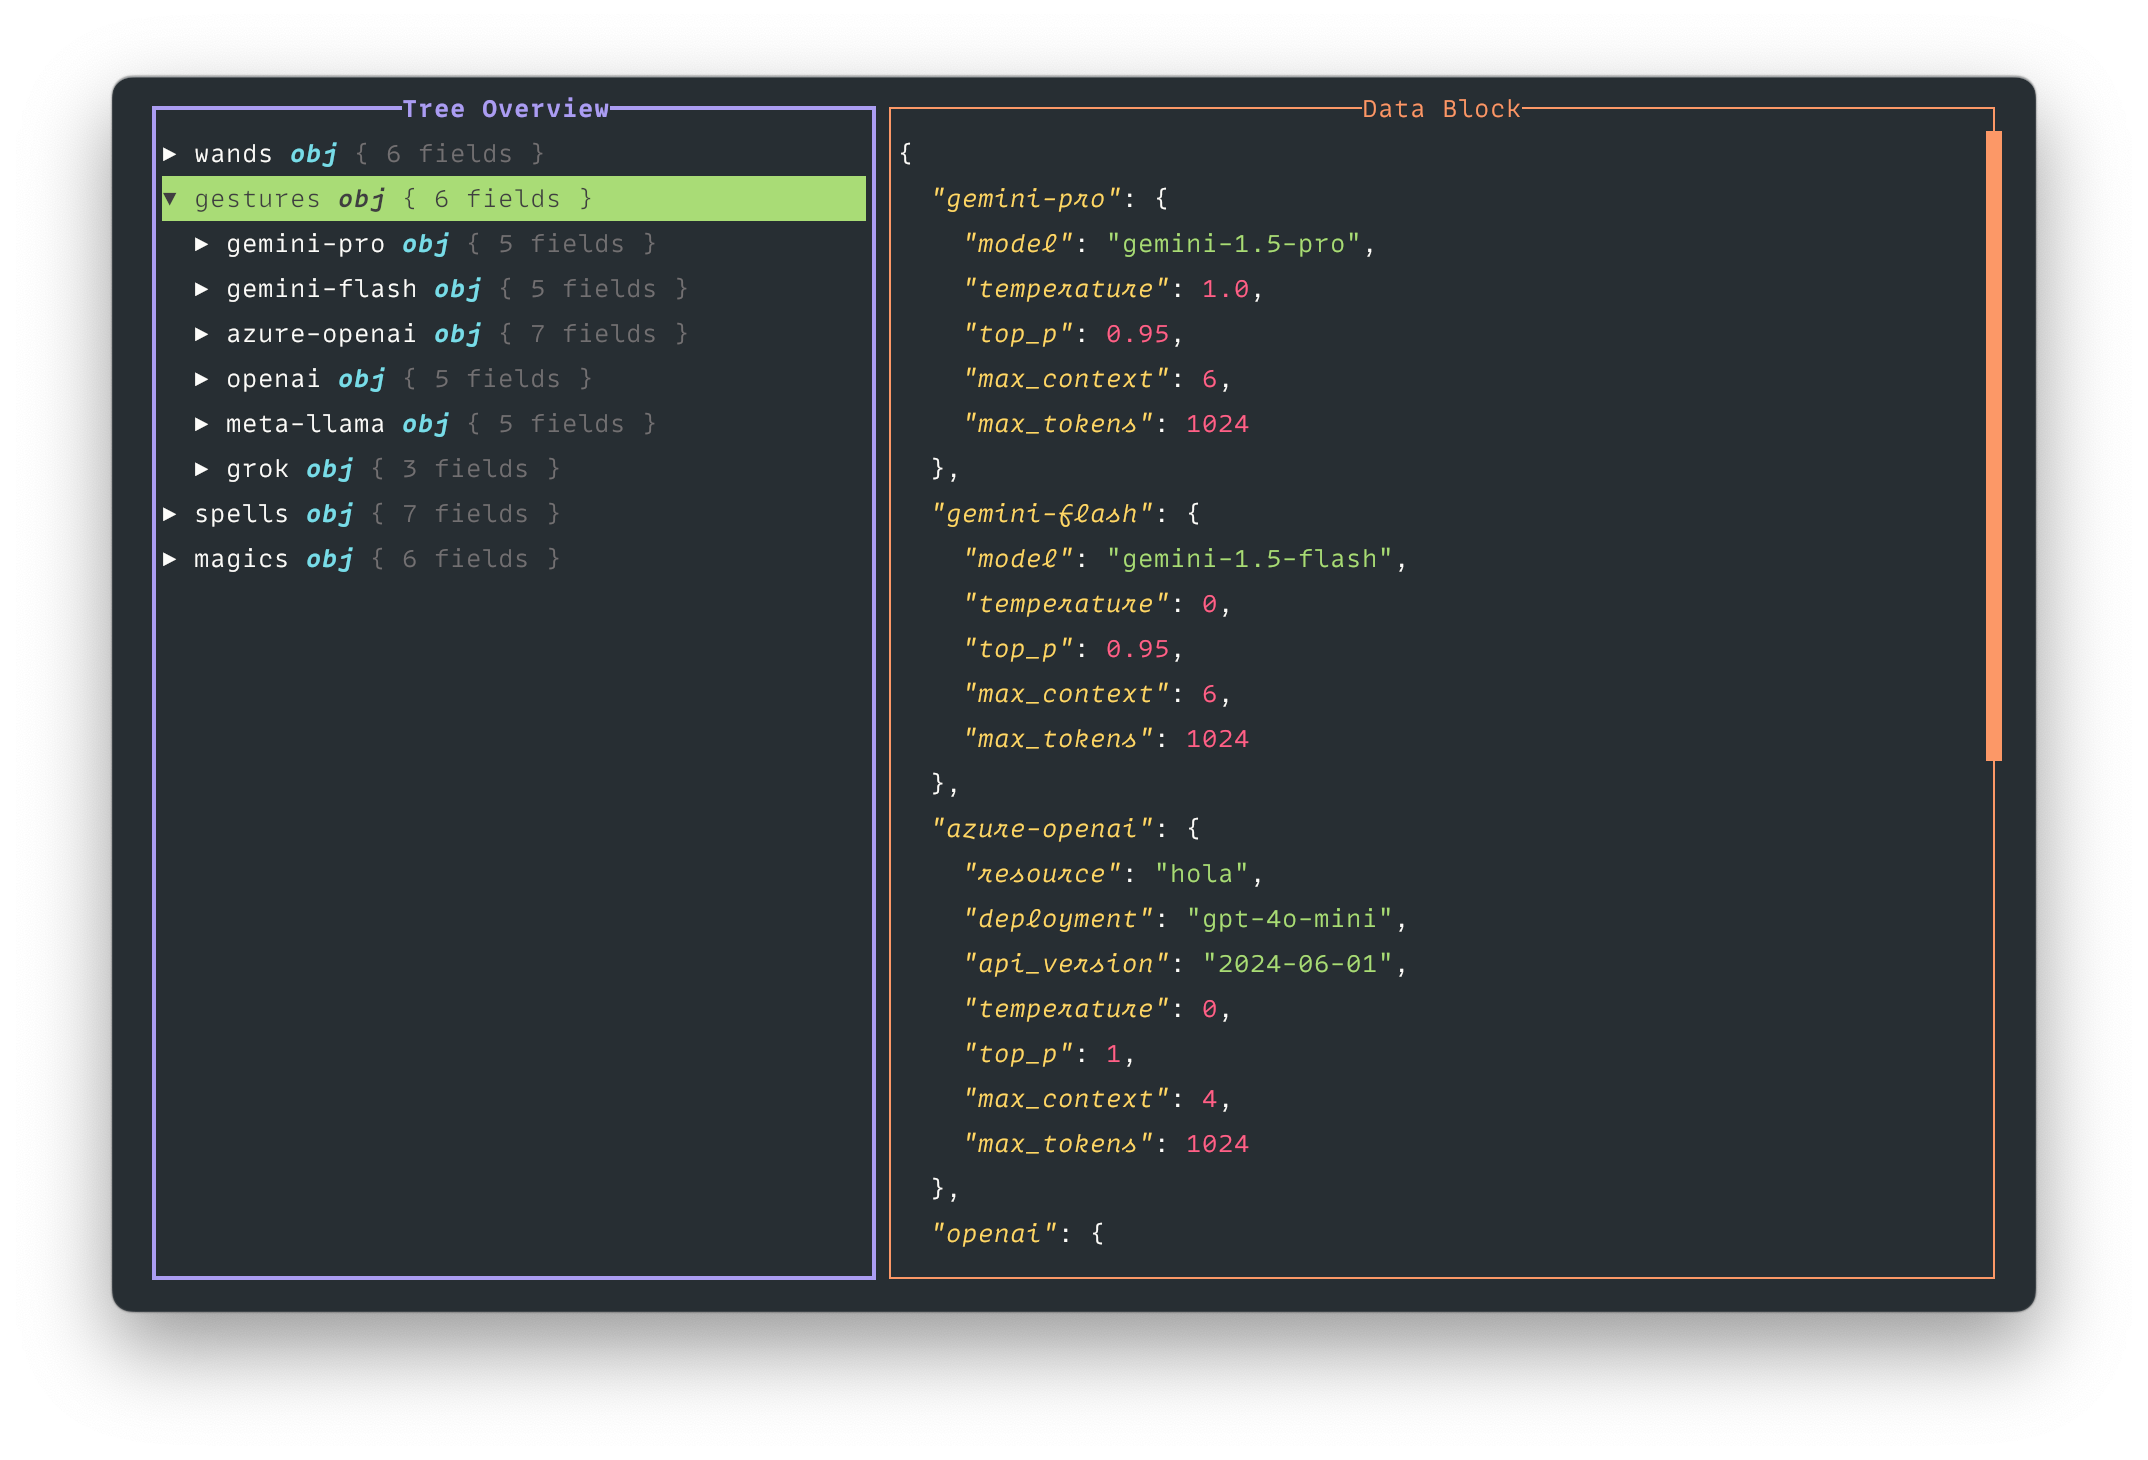 Tree Overview
▶ wands obj { 6 fields }
▼ gestures obj { 6 fields }
  ▶ gemini-pro obj { 5 fields }
  ▶ gemini-flash obj { 5 fields }
  ▶ azure-openai obj { 7 fields }
  ▶ openai obj { 5 fields }
  ▶ meta-llama obj { 5 fields }
  ▶ grok obj { 3 fields }
▶ spells obj { 7 fields }
▶ magics obj { 6 fields }
Data Block
{
  "gemini-pro": {
    "model": "gemini-1.5-pro",
    "temperature": 1.0,
    "top_p": 0.95,
    "max_context": 6,
    "max_tokens": 1024
  },
  "gemini-flash": {
    "model": "gemini-1.5-flash",
    "temperature": 0,
    "top_p": 0.95,
    "max_context": 6,
    "max_tokens": 1024
  },
  "azure-openai": {
    "resource": "hola",
    "deployment": "gpt-4o-mini",
    "api_version": "2024-06-01",
    "temperature": 0,
    "top_p": 1,
    "max_context": 4,
    "max_tokens": 1024
  },
  "openai": {